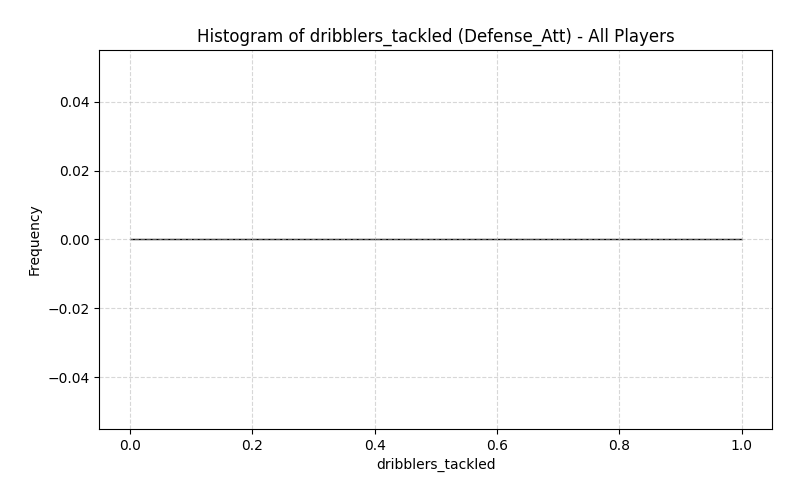 Histogram of dribblers_tackled (Defense_Att) - All Players
Frequency
0.04
0.02
0.00
−0.02
−0.04
0.0 0.2 0.4 0.6 0.8 1.0
dribblers_tackled